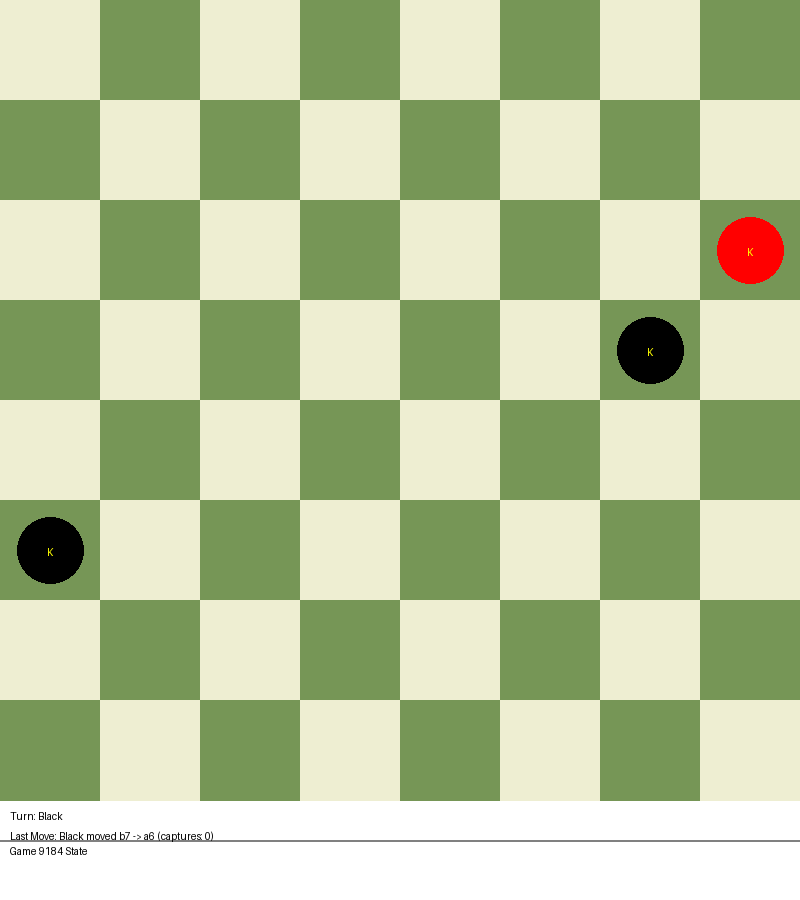 K
K
K
Turn: Black
Last Move: Black moved b7 -> a6 (captures: 0)
Game 9184 State